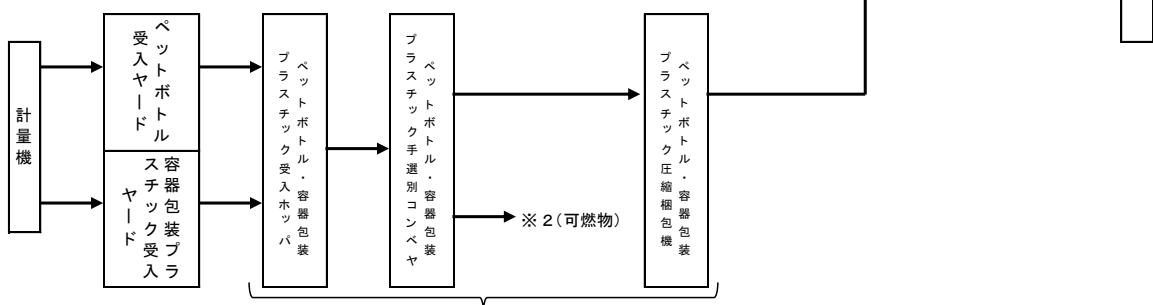 計量機
ペットボトル
受入ヤード
容器包装プラ
スチック受入
ヤード
ペットボトル・容器包装
プラスチック受入ホッパ
ペットボトル・容器包装
プラスチック手選別コンベヤ
※2(可燃物)
ペットボトル・容器包装
プラスチック圧縮梱包機